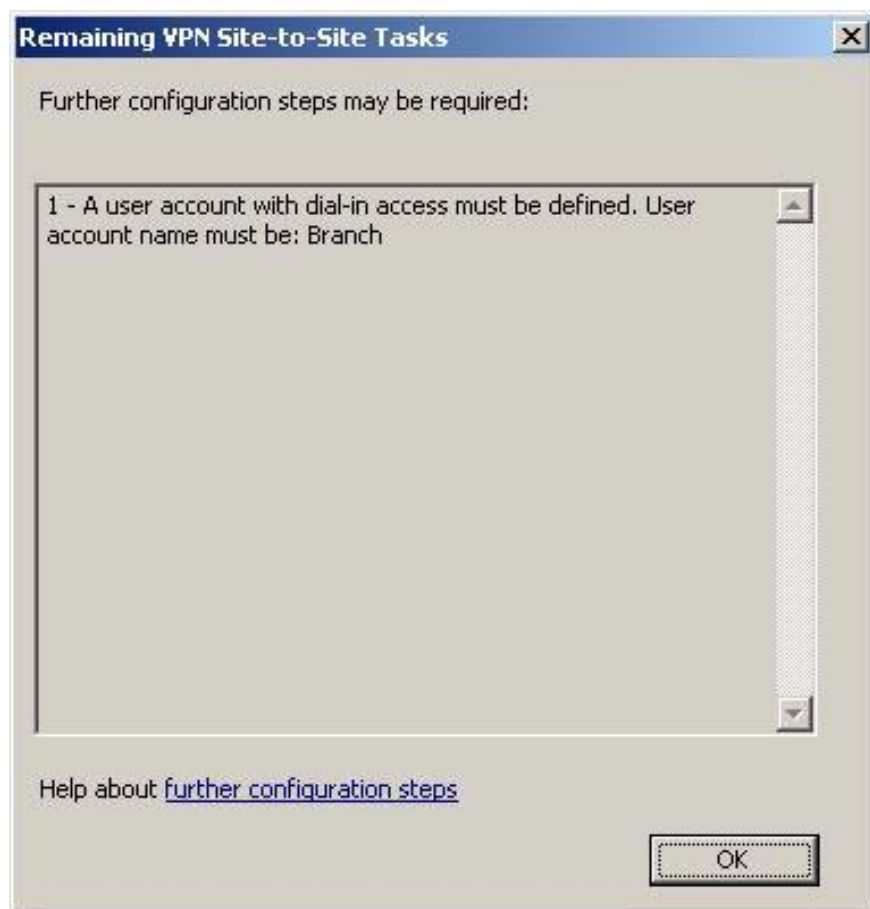 Remaining VPN Site-to-Site Tasks
Further configuration steps may be required:
1 - A user account with dial-in access must be defined. User
account name must be: Branch
Help about further configuration steps
OK